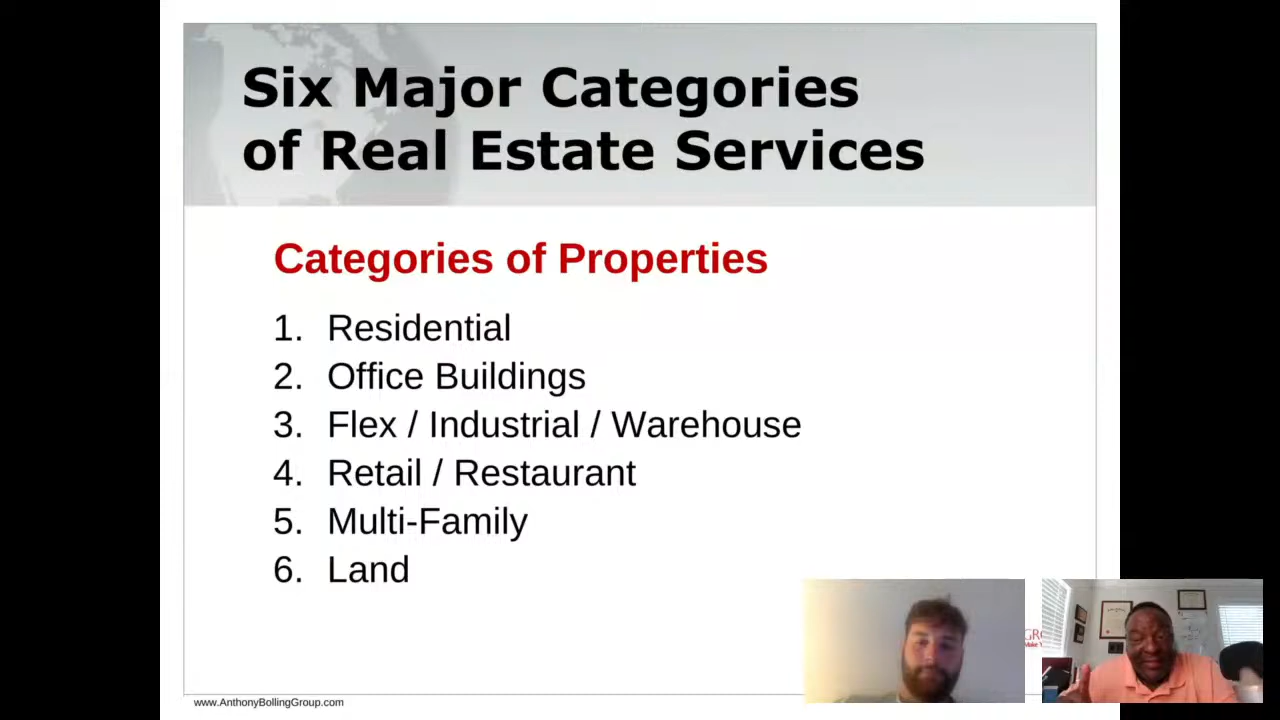 Six Major Categories
of Real Estate Services
Categories of Properties
1. Residential
2. Office Buildings
3. Flex / Industrial / Warehouse
4. Retail / Restaurant
5. Multi-Family
6. Land
www.AnthonyBollingGroup.com